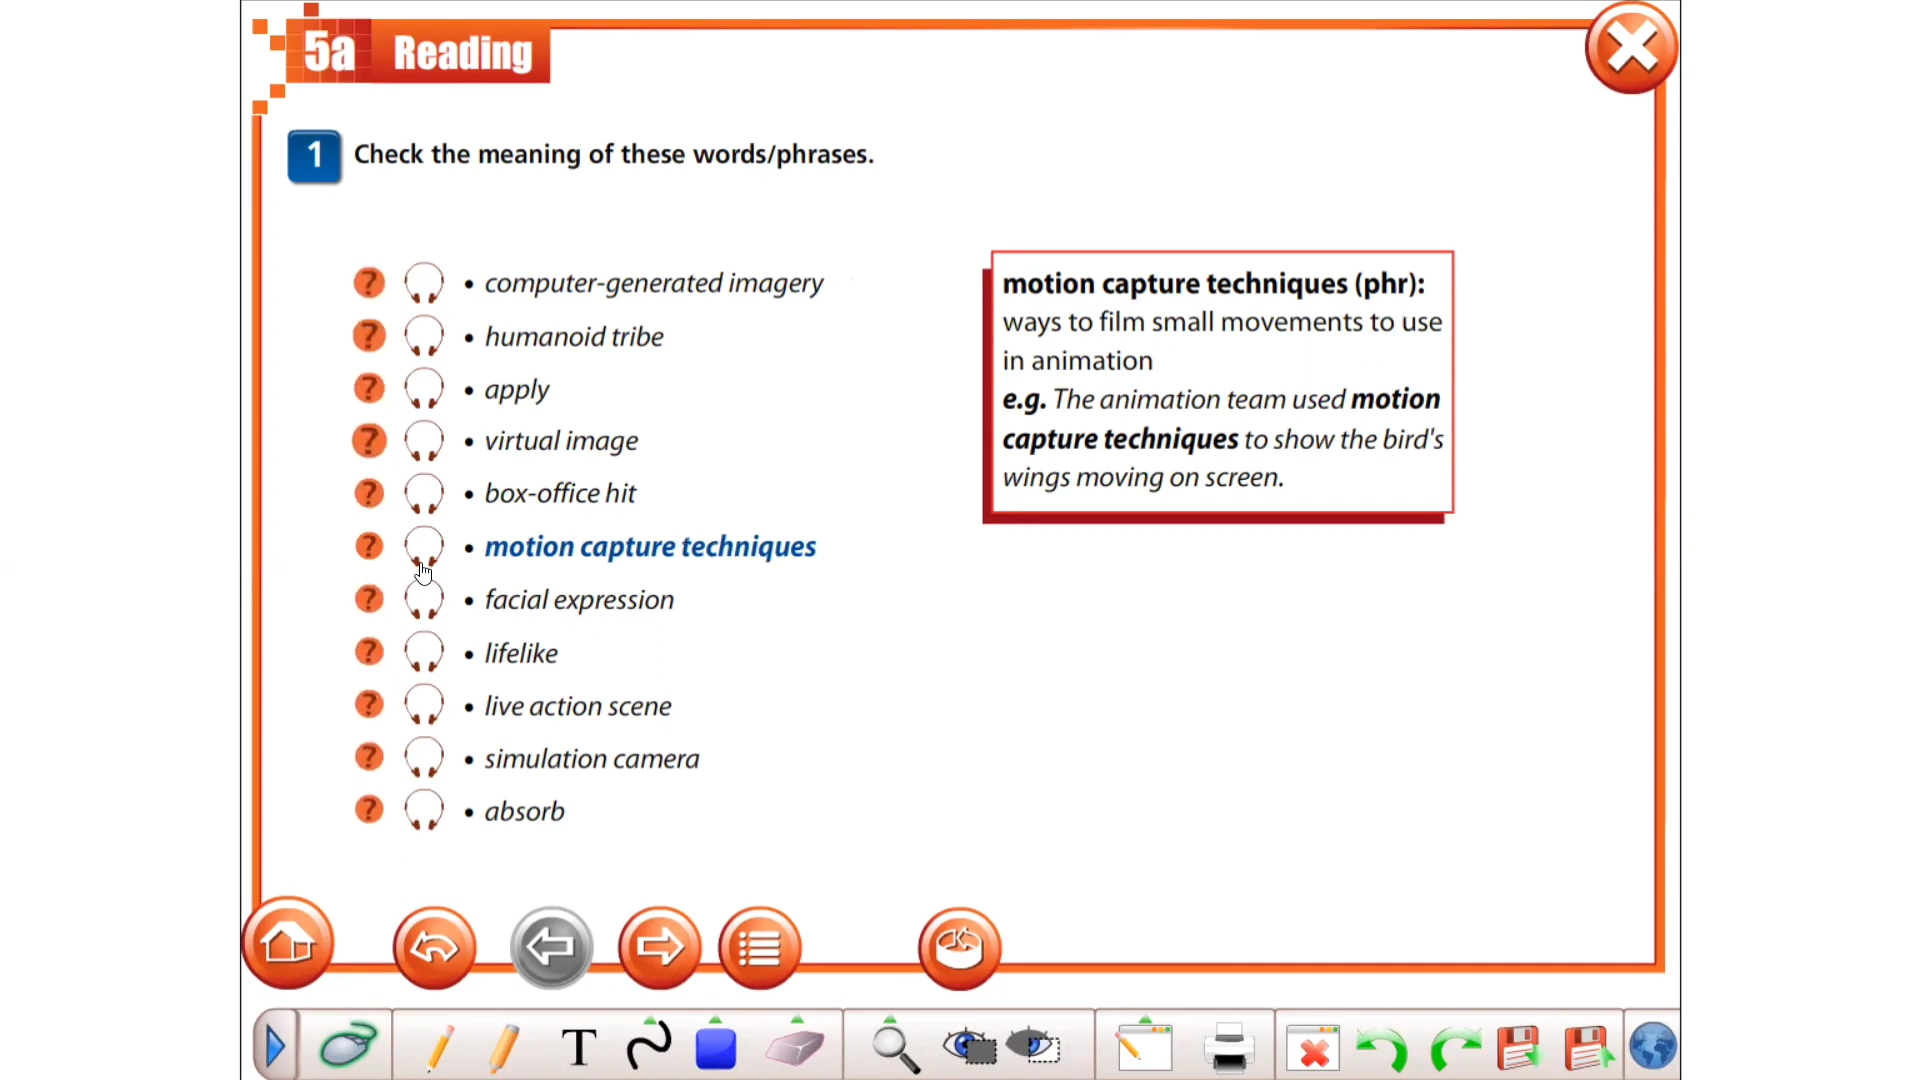 5a Reading
1 Check the meaning of these words/phrases.
? • computer-generated imagery
? • humanoid tribe
? • apply
? • virtual image
? • box-office hit
? • motion capture techniques
? • facial expression
? • lifelike
? • live action scene
? • simulation camera
? • absorb
motion capture techniques (phr):
ways to film small movements to use
in animation
e.g. The animation team used motion
capture techniques to show the bird's
wings moving on screen.
T